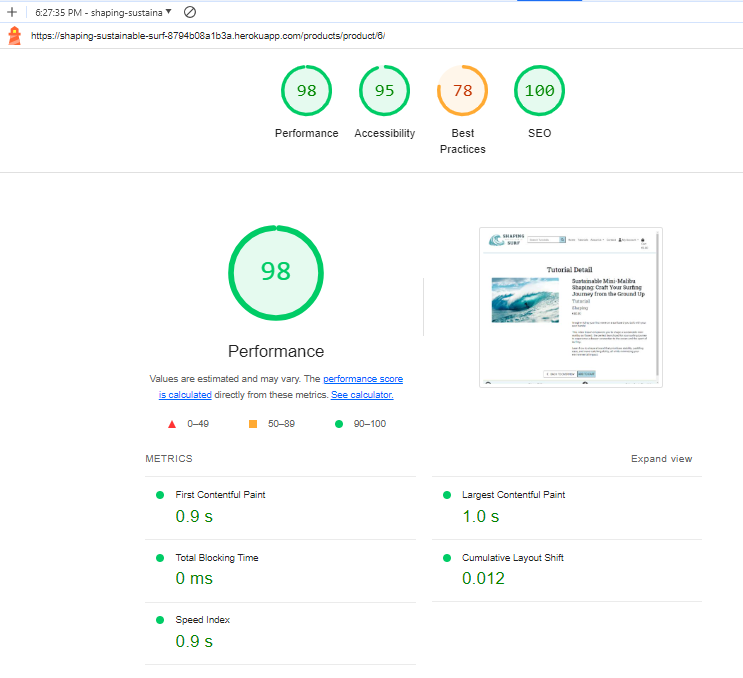 6:27:35 PM - shaping-sustaina
https://shaping-sustainable-surf-8794b08a1b3a.herokuapp.com/products/product/6/
98 95 78 100
Performance Accessibility Best Practices SEO
98
Performance
Values are estimated and may vary. The performance score
is calculated directly from these metrics. See calculator.
0–49 50–89 90–100
SHAPING
SURF
Tutorial Detail
Sustainable Mini-Malibu
Shaping: Craft Your Surfing
Journey from the Ground Up
Tutorial
Shaping
METRICS Expand view
First Contentful Paint
0.9 s
Largest Contentful Paint
1.0 s
Total Blocking Time
0 ms
Cumulative Layout Shift
0.012
Speed Index
0.9 s